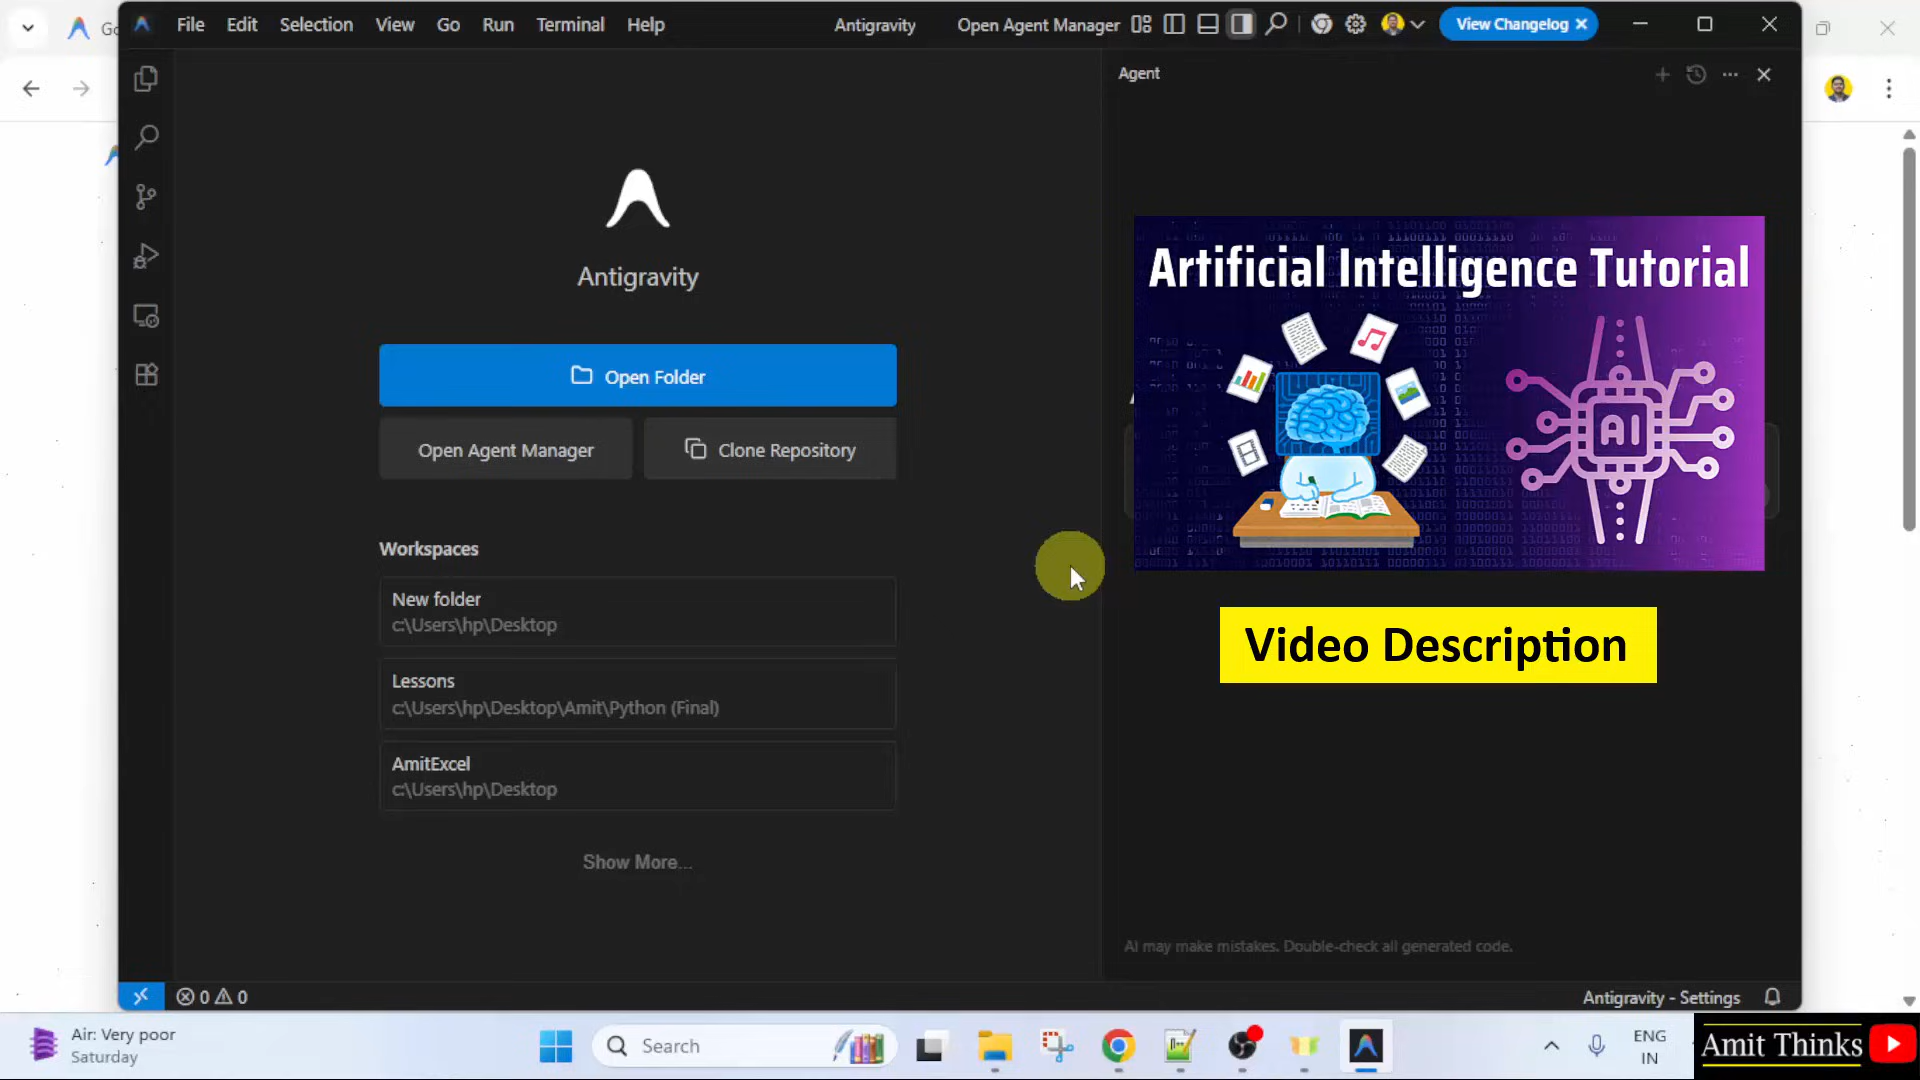 File Edit Selection View Go Run Terminal Help Antigravity Open Agent Manager View Changelog
Agent
Antigravity
Open Folder
Open Agent Manager Clone Repository
Workspaces
New folder
c:\Users\hp\Desktop
Lessons
c:\Users\hp\Desktop\Amit\Python (Final)
AmitExcel
c:\Users\hp\Desktop
Show More...
Artificial Intelligence Tutorial
AI
Video Description
AI may make mistakes. Double-check all generated code.
0 0
Antigravity - Settings
Air: Very poor
Saturday
Search
ENG
IN
Amit Thinks